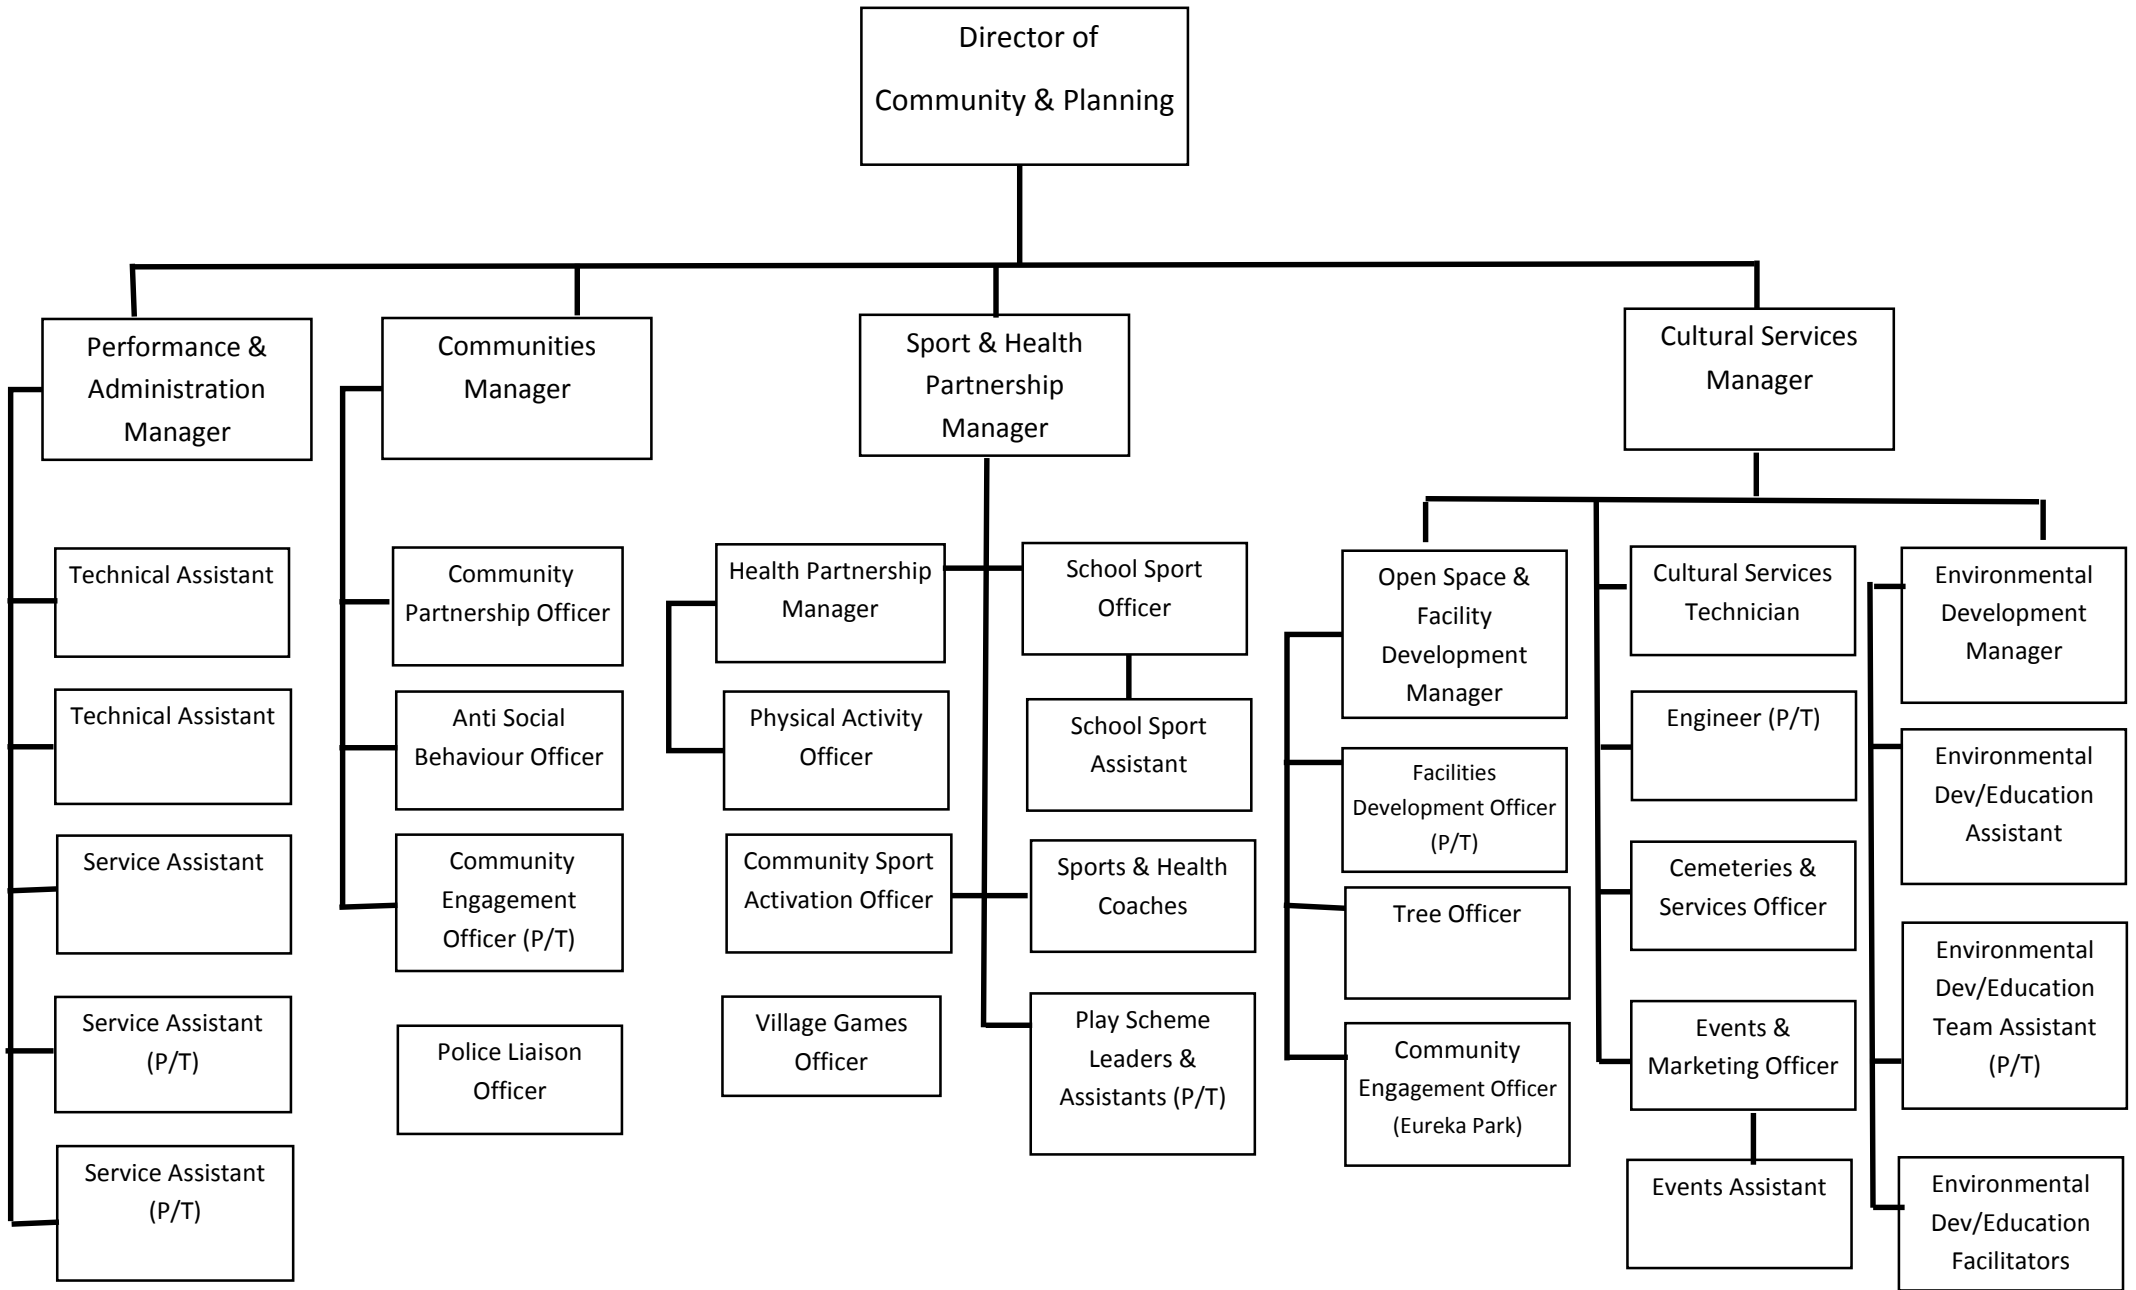 Director of
Community & Planning
Performance &
Administration
Manager
Communities
Manager
Sport & Health
Partnership
Manager
Cultural Services
Manager
Technical Assistant
Technical Assistant
Service Assistant
Service Assistant
(P/T)
Service Assistant
(P/T)
Community
Partnership Officer
Anti Social
Behaviour Officer
Community
Engagement
Officer (P/T)
Police Liaison
Officer
Health Partnership
Manager
Physical Activity
Officer
Community Sport
Activation Officer
Village Games
Officer
School Sport
Officer
School Sport
Assistant
Sports & Health
Coaches
Play Scheme
Leaders &
Assistants (P/T)
Open Space &
Facility
Development
Manager
Facilities
Development Officer
(P/T)
Tree Officer
Community
Engagement Officer
(Eureka Park)
Cultural Services
Technician
Engineer (P/T)
Cemeteries &
Services Officer
Events &
Marketing Officer
Events Assistant
Environmental
Development
Manager
Environmental
Dev/Education
Assistant
Environmental
Dev/Education
Team Assistant
(P/T)
Environmental
Dev/Education
Facilitators